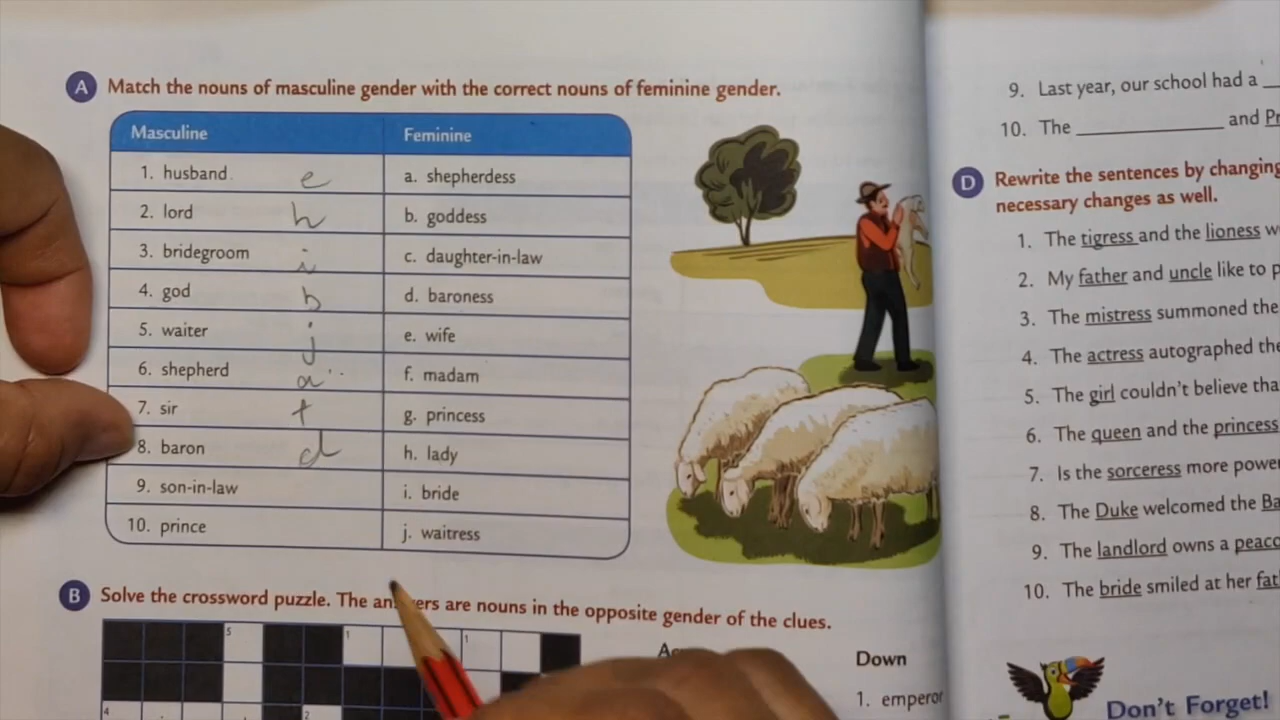 A Match the nouns of masculine gender with the correct nouns of feminine gender.
Masculine Feminine
1. husband e a. shepherdess
2. lord h b. goddess
3. bridegroom i c. daughter-in-law
4. god b d. baroness
5. waiter j e. wife
6. shepherd a f. madam
7. sir f g. princess
8. baron d h. lady
9. son-in-law i. bride
10. prince j. waitress
B Solve the crossword puzzle. The answers are nouns in the opposite gender of the clues.
5 1 1
4 2
Down
1. emperor
9. Last year, our school had a
10. The ____________ and
D Rewrite the sentences by changing
necessary changes as well.
1. The tigress and the lioness
2. My father and uncle like to
3. The mistress summoned the
4. The actress autographed the
5. The girl couldn't believe
6. The queen and the princess
7. Is the sorceress more
8. The Duke welcomed the
9. The landlord owns a
10. The bride smiled at her
Don't Forget!